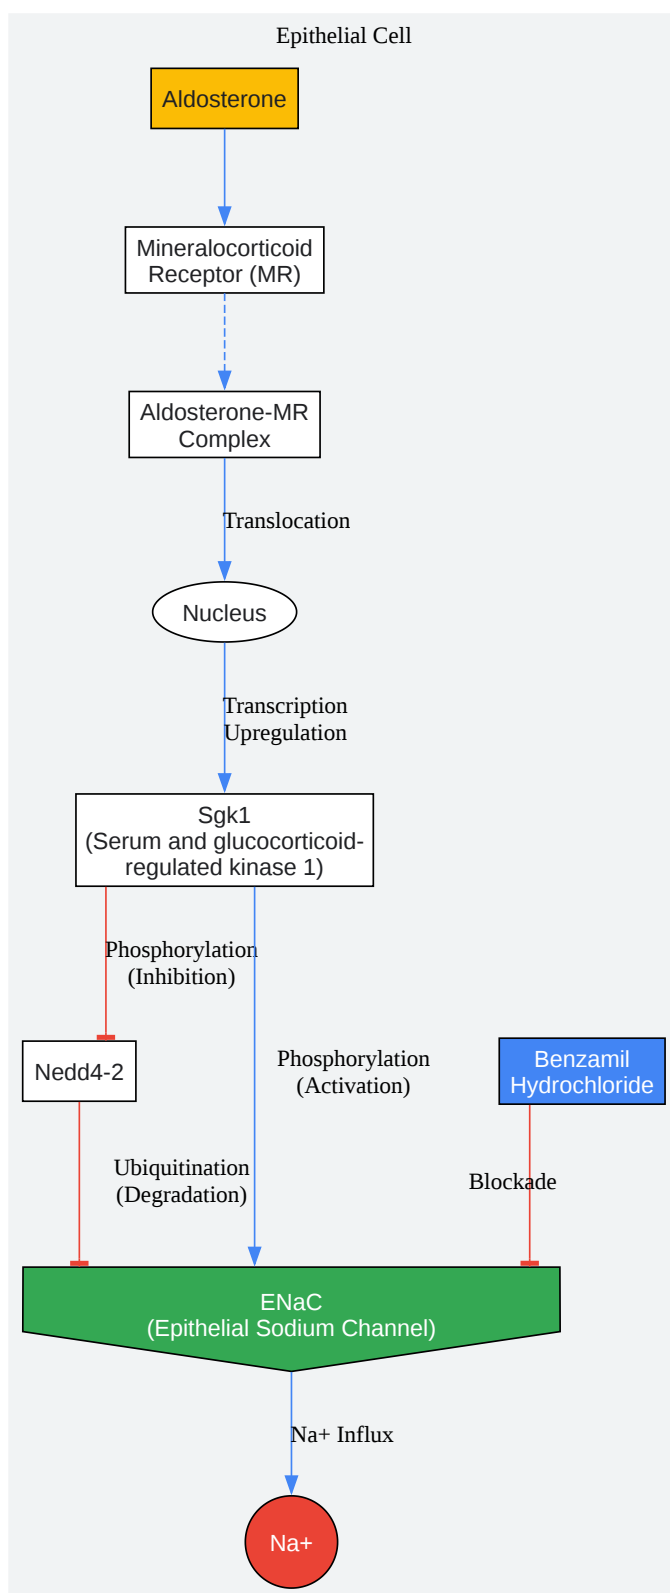 Epithelial Cell
Aldosterone
Mineralocorticoid
Receptor (MR)
Aldosterone-MR
Complex
Translocation
Nucleus
Transcription
Upregulation
Sgk1
(Serum and glucocorticoid-
regulated kinase 1)
Phosphorylation
(Inhibition)
Nedd4-2
Phosphorylation
(Activation)
Benzamil
Hydrochloride
Ubiquitination
(Degradation)
Blockade
ENaC
(Epithelial Sodium Channel)
Na+ Influx
Na+